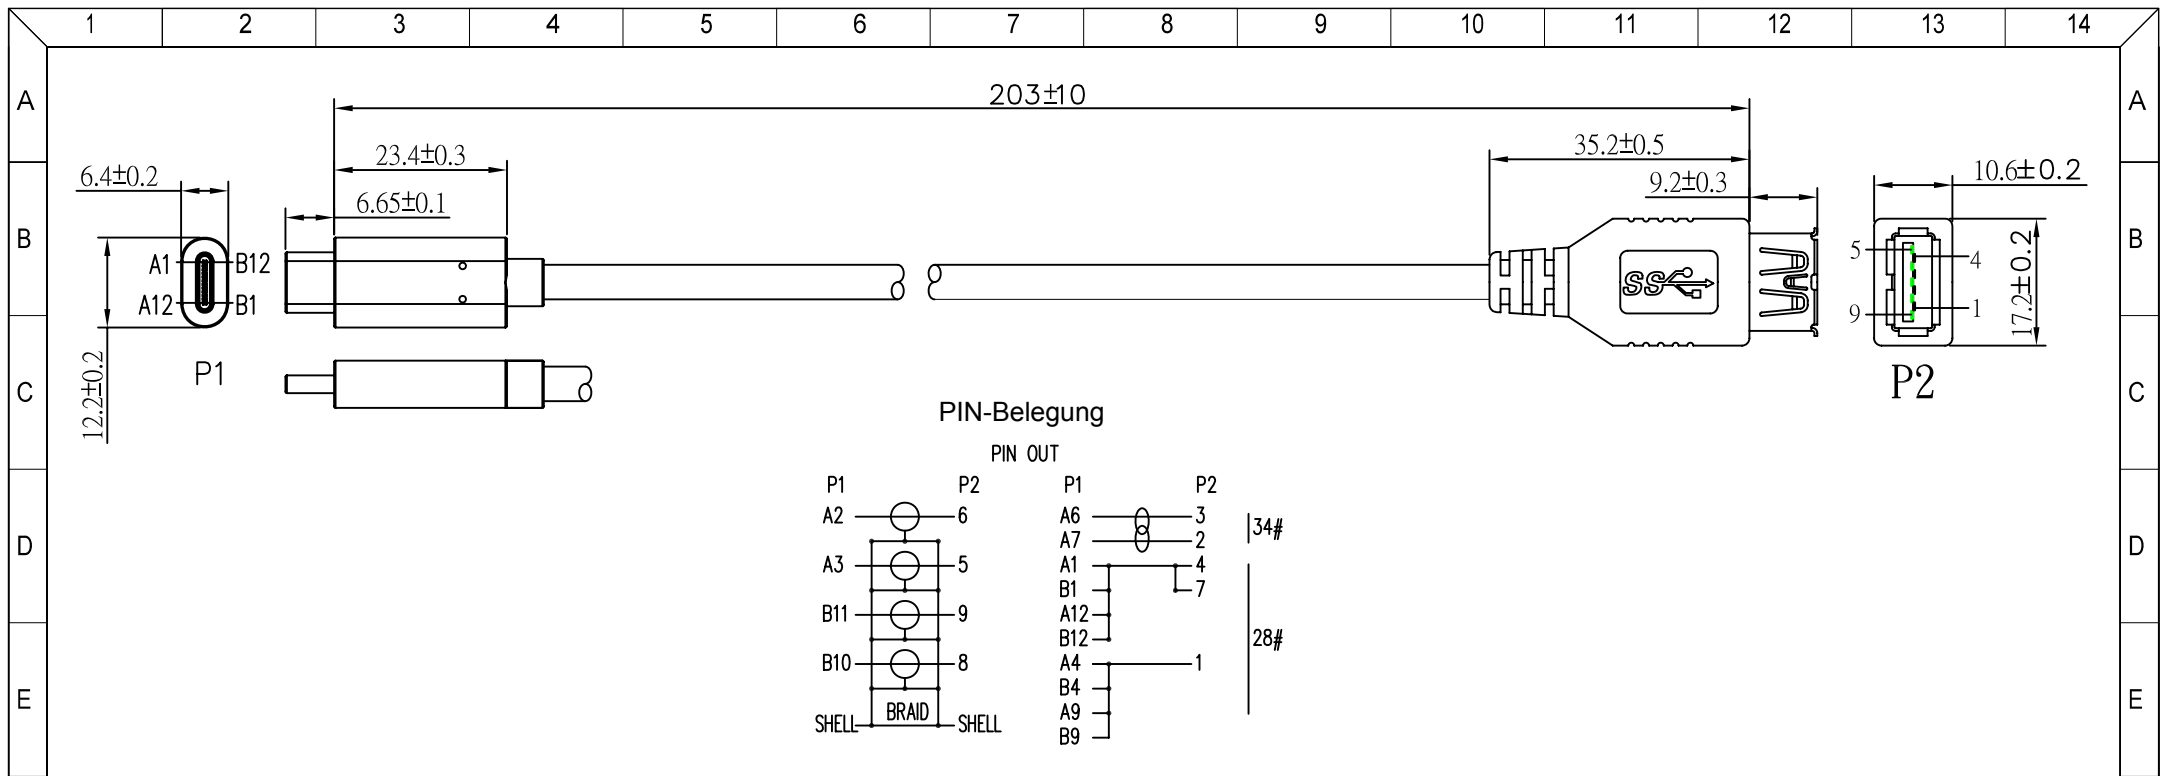 1 2 3 4 5 6 7 8 9 10 11 12 13 14
A A
203±10
23.4±0.3 35.2±0.5
6.4±0.2 9.2±0.3 10.6±0.2
6.65±0.1
B B
A1 B12 5 4
SS
A12 B1 9 1
17.2±0.2
12.2±0.2
P1 P2
C C
PIN-Belegung
PIN OUT
P1 P2 P1 P2
A2 6 A6 3
34#
A7 2
D D
A3 5 A1 4
B1 7
B11 9 A12
B12
28#
B10 8 A4 1
B4
E E
BRAID A9
SHELL SHELL
B9